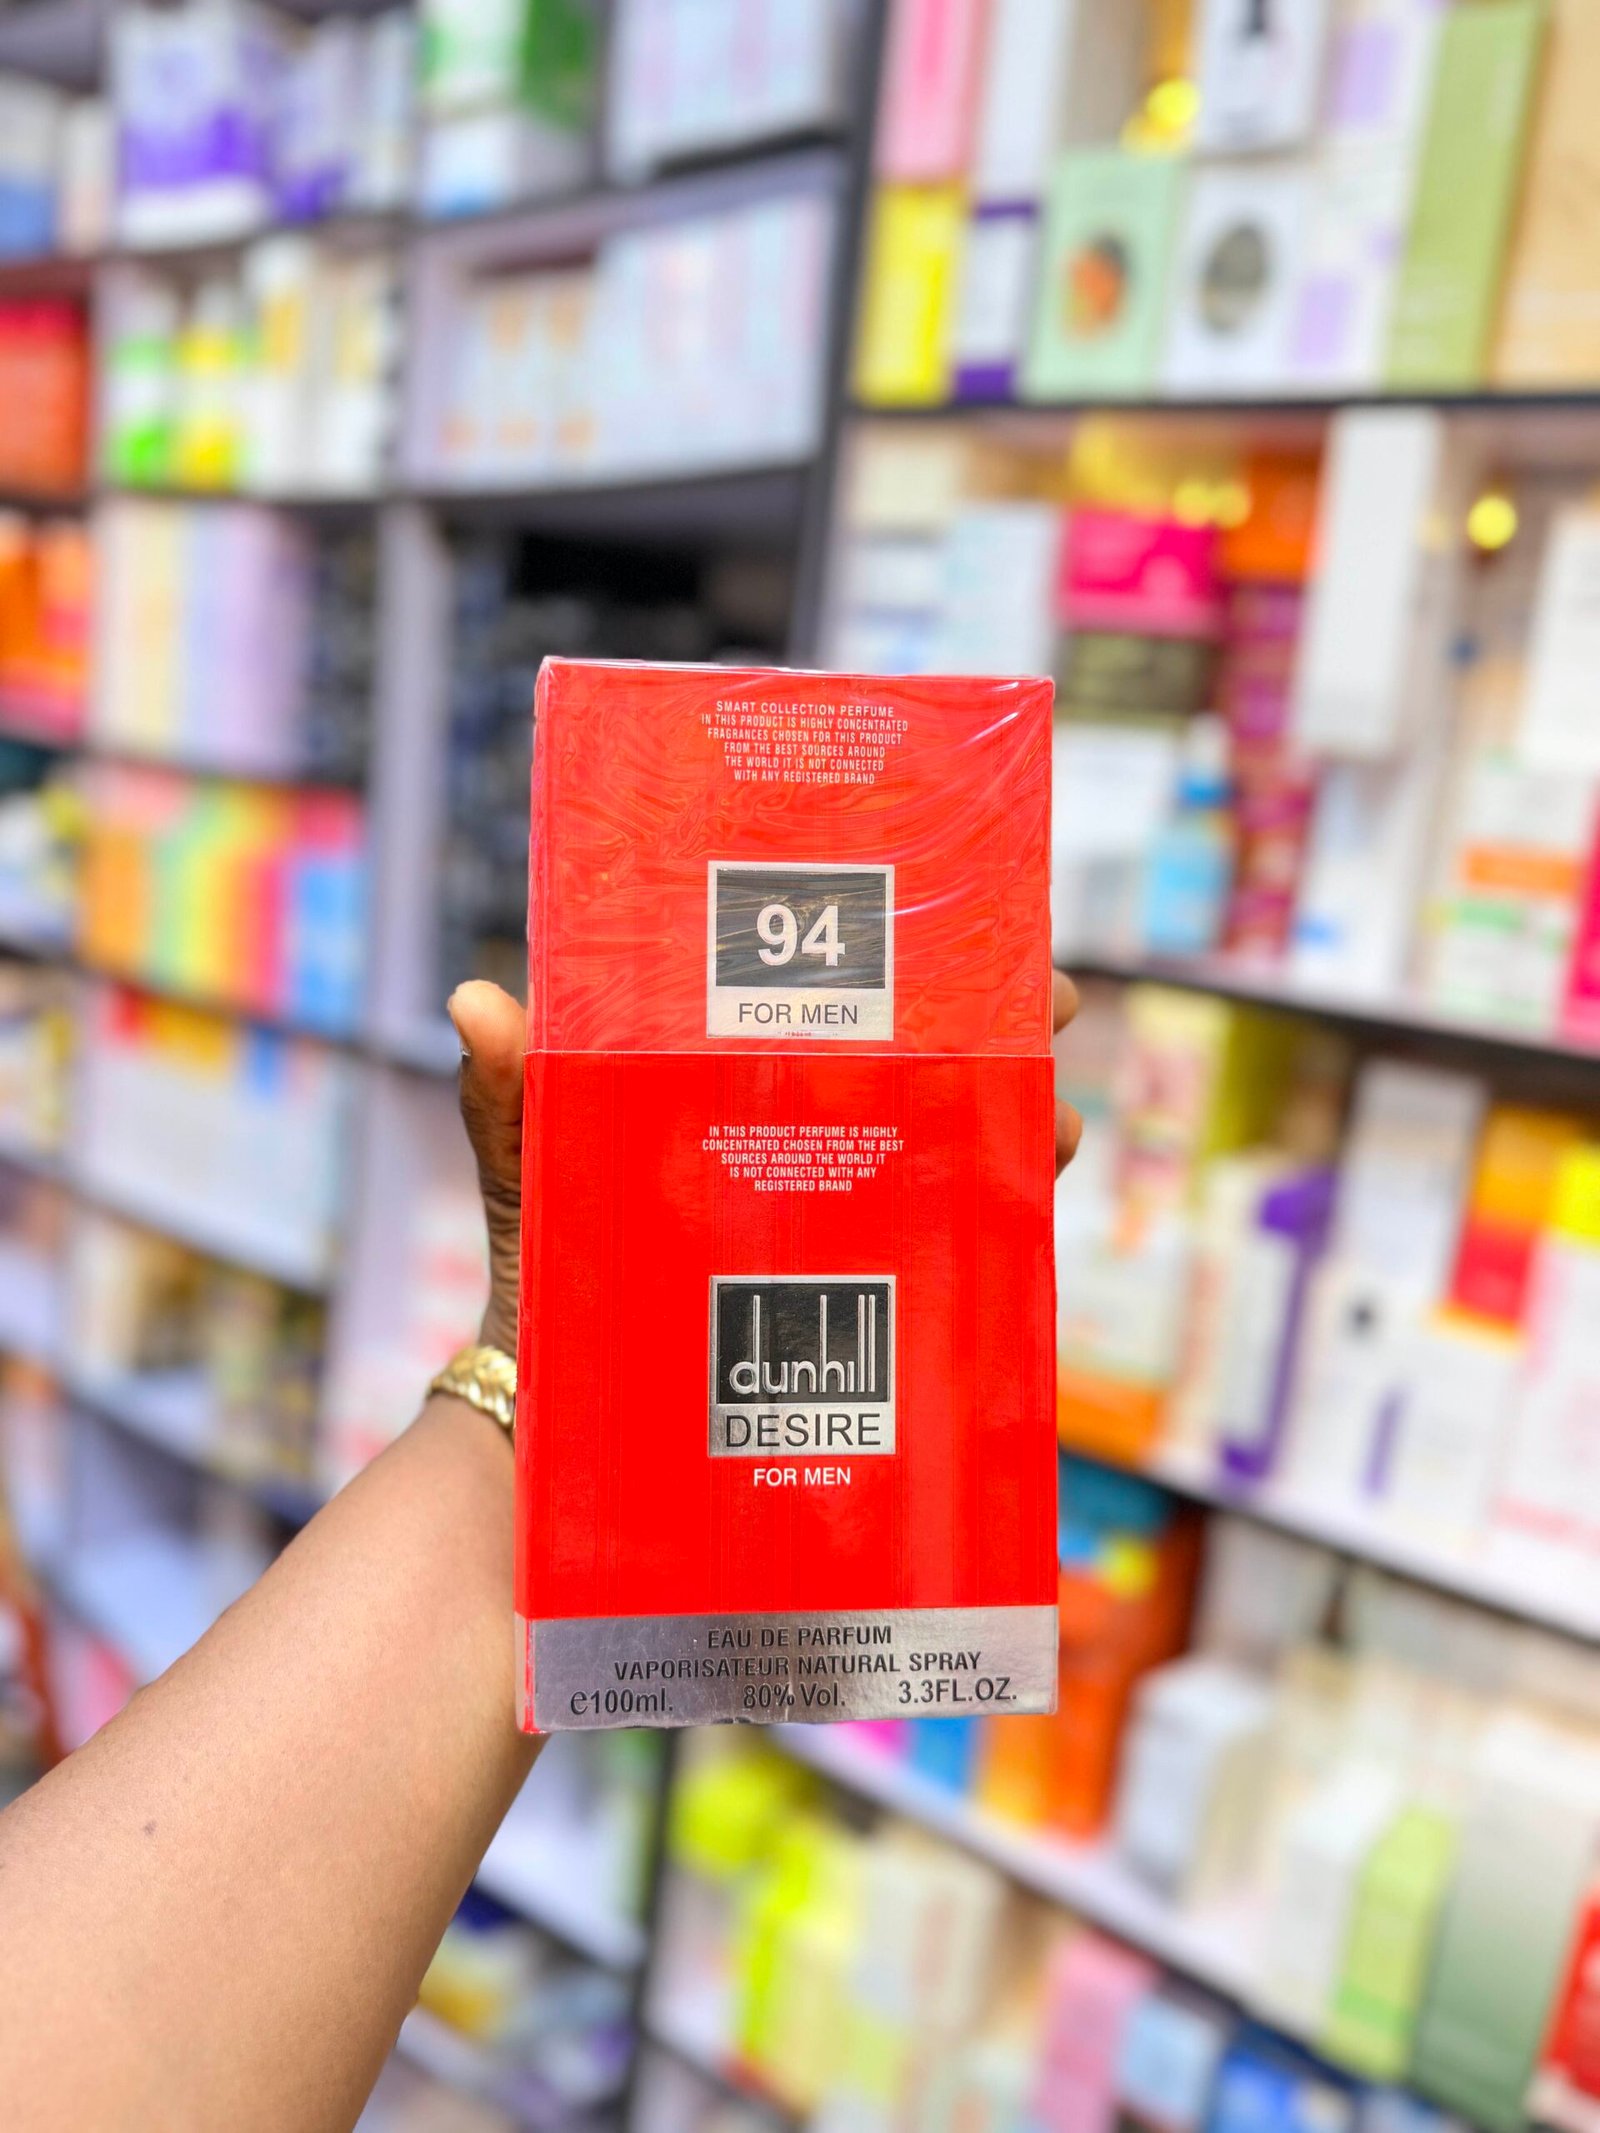 SMART COLLECTION PERFUME
IN THIS PRODUCT IS HIGHLY CONCENTRATED
FRAGRANCES CHOSEN FOR THIS PRODUCT
FROM THE BEST SOURCES AROUND
THE WORLD IT IS NOT CONNECTED
WITH ANY REGISTERED BRAND
94
FOR MEN
IN THIS PRODUCT PERFUME IS HIGHLY
CONCENTRATED CHOSEN FROM THE BEST
SOURCES AROUND THE WORLD IT
IS NOT CONNECTED WITH ANY
REGISTERED BRAND
dunhill
DESIRE
FOR MEN
EAU DE PARFUM
VAPORISATEUR NATURAL SPRAY
e100ml. 80% Vol. 3.3FL.OZ.